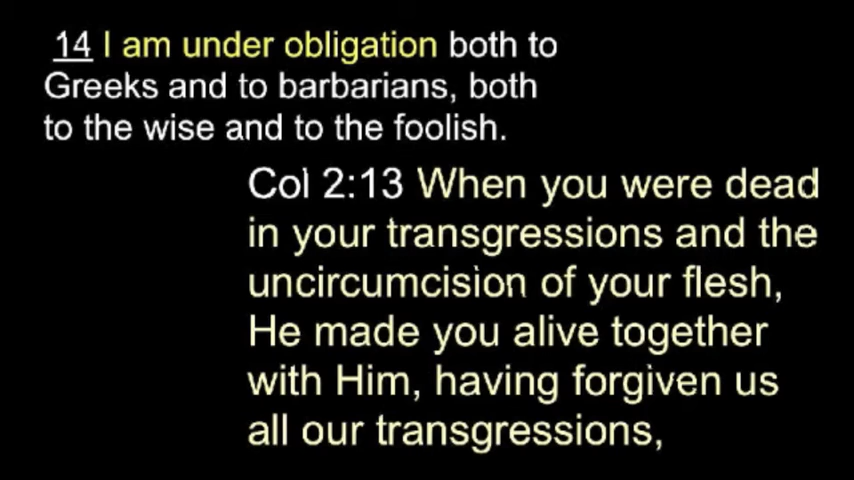 14 I am under obligation both to
Greeks and to barbarians, both
to the wise and to the foolish.
Col 2:13 When you were dead
in your transgressions and the
uncircumcision of your flesh,
He made you alive together
with Him, having forgiven us
all our transgressions,